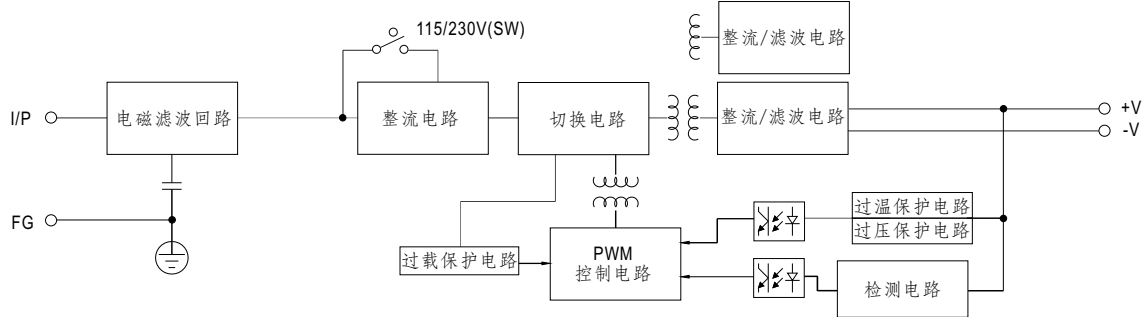 115/230V(SW)
整流/滤波电路
I/P
电磁滤波回路
整流电路
切换电路
整流/滤波电路
+V
-V
FG
过载保护电路
PWM
控制电路
过温保护电路
过压保护电路
检测电路